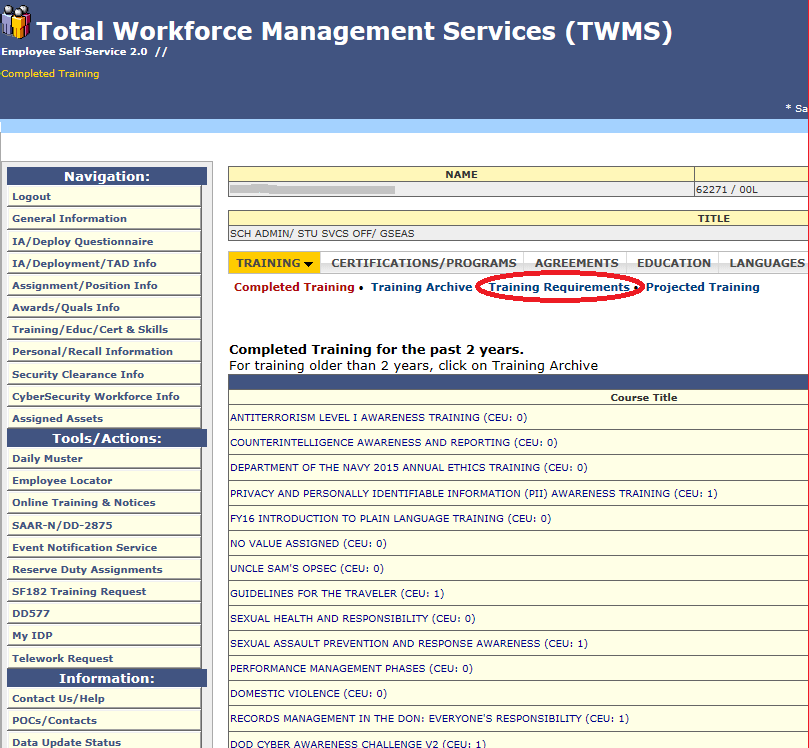 Total Workforce Management Services (TWMS)
Employee Self-Service 2.0 //
Completed Training
* Sa
Navigation:
Logout
General Information
IA/Deploy Questionnaire
IA/Deployment/TAD Info
Assignment/Position Info
Awards/Quals Info
Training/Educ/Cert & Skills
Personal/Recall Information
Security Clearance Info
CyberSecurity Workforce Info
Assigned Assets
Tools/Actions:
Daily Muster
Employee Locator
Online Training & Notices
SAAR-N/DD-2875
Event Notification Service
Reserve Duty Assignments
SF182 Training Request
DD577
My IDP
Telework Request
Information:
Contact Us/Help
POCs/Contacts
Data Update Status
NAME
62271 / 00L
TITLE
SCH ADMIN/ STU SVCS OFF/ GSEAS
TRAINING CERTIFICATIONS/PROGRAMS AGREEMENTS EDUCATION LANGUAGES
Completed Training • Training Archive Training Requirements • Projected Training
Completed Training for the past 2 years.
For training older than 2 years, click on Training Archive
Course Title
ANTITERRORISM LEVEL I AWARENESS TRAINING (CEU: 0)
COUNTERINTELLIGENCE AWARENESS AND REPORTING (CEU: 0)
DEPARTMENT OF THE NAVY 2015 ANNUAL ETHICS TRAINING (CEU: 0)
PRIVACY AND PERSONALLY IDENTIFIABLE INFORMATION (PII) AWARENESS TRAINING (CEU: 1)
FY16 INTRODUCTION TO PLAIN LANGUAGE TRAINING (CEU: 0)
NO VALUE ASSIGNED (CEU: 0)
UNCLE SAM'S OPSEC (CEU: 0)
GUIDELINES FOR THE TRAVELER (CEU: 1)
SEXUAL HEALTH AND RESPONSIBILITY (CEU: 0)
SEXUAL ASSAULT PREVENTION AND RESPONSE AWARENESS (CEU: 1)
PERFORMANCE MANAGEMENT PHASES (CEU: 0)
DOMESTIC VIOLENCE (CEU: 0)
RECORDS MANAGEMENT IN THE DON: EVERYONE'S RESPONSIBILITY (CEU: 1)
DOD CYBER AWARENESS CHALLENGE V2 (CEU: 1)